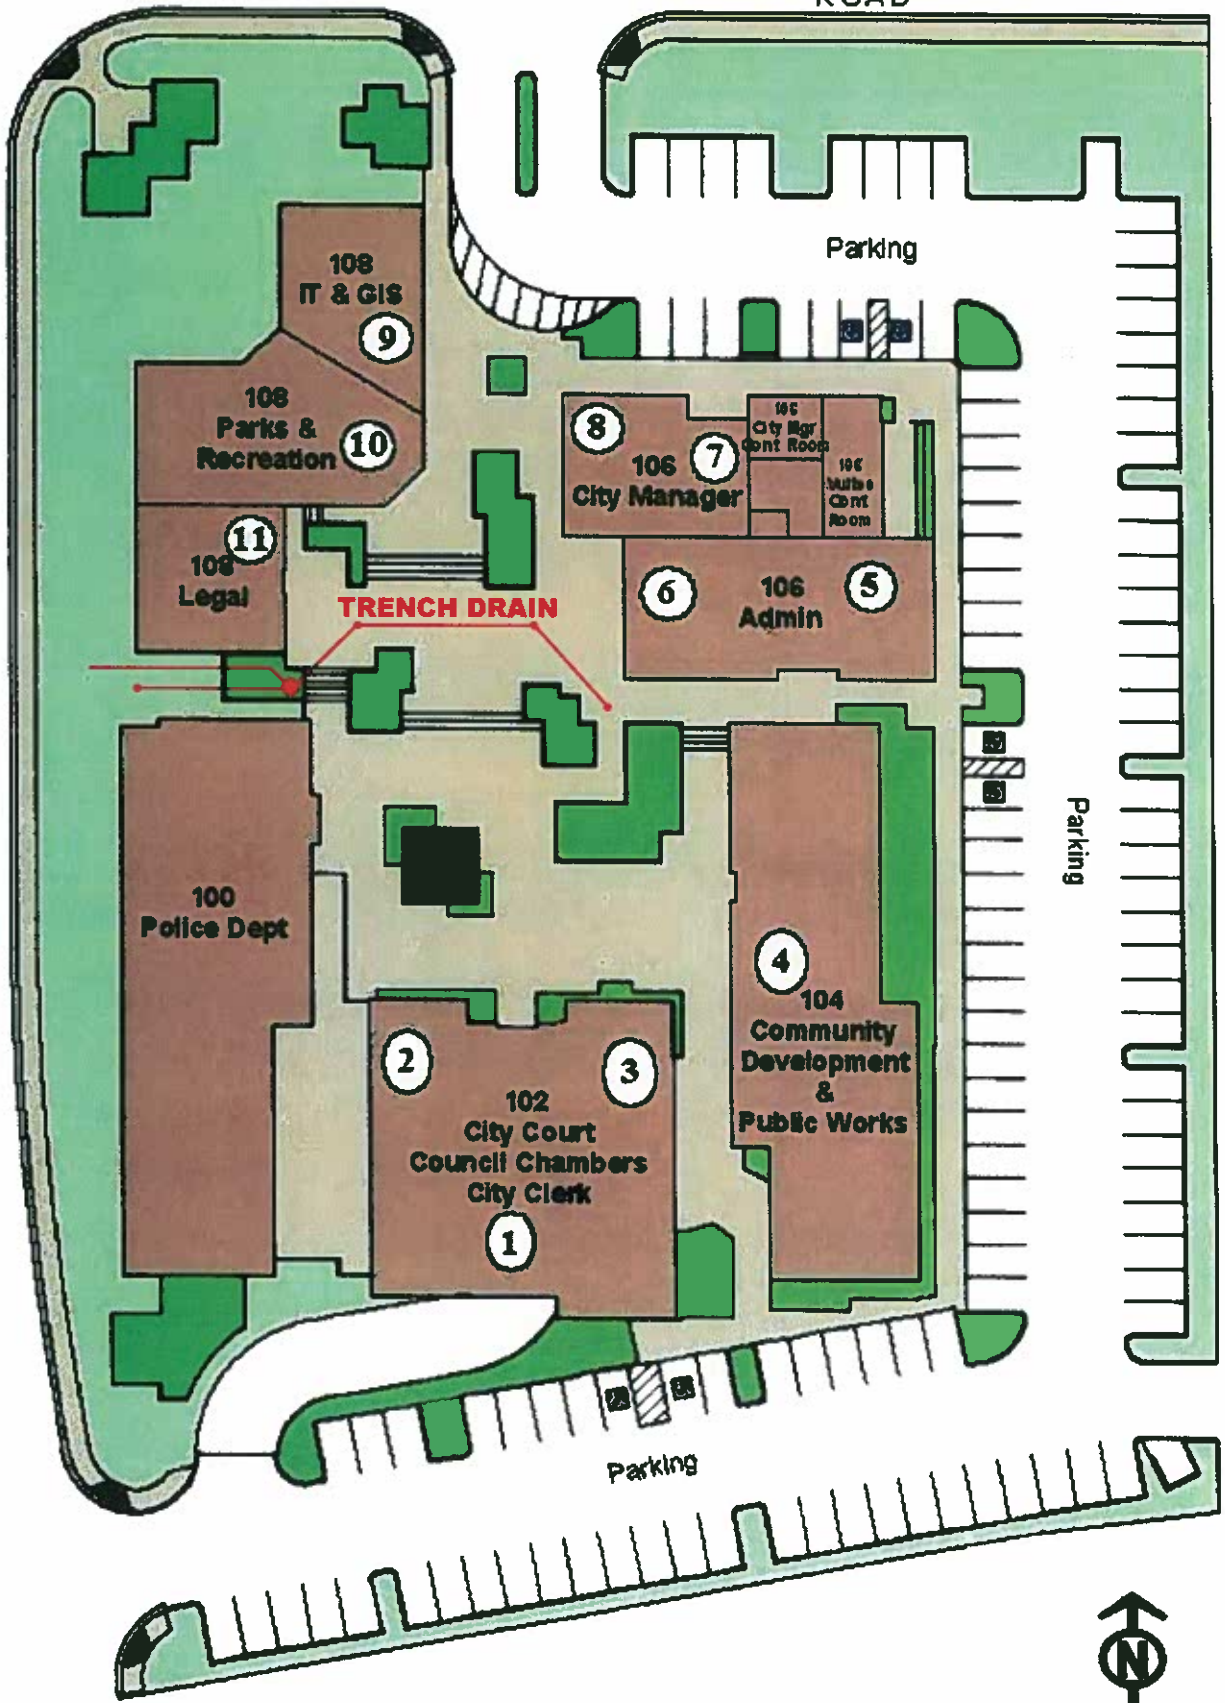 ROAD
Parking
108
IT & GIS
9
108
Parks &
Recreation
10
8
7
106
City Manager
106
City Mgr
Conf Room
106
Conf
Room
11
108
Legal
6
106
Admin
5
TRENCH DRAIN
100
Police Dept
Parking
4
104
Community
Development
&
Public Works
2
3
102
City Court
Council Chambers
City Clerk
1
Parking
N